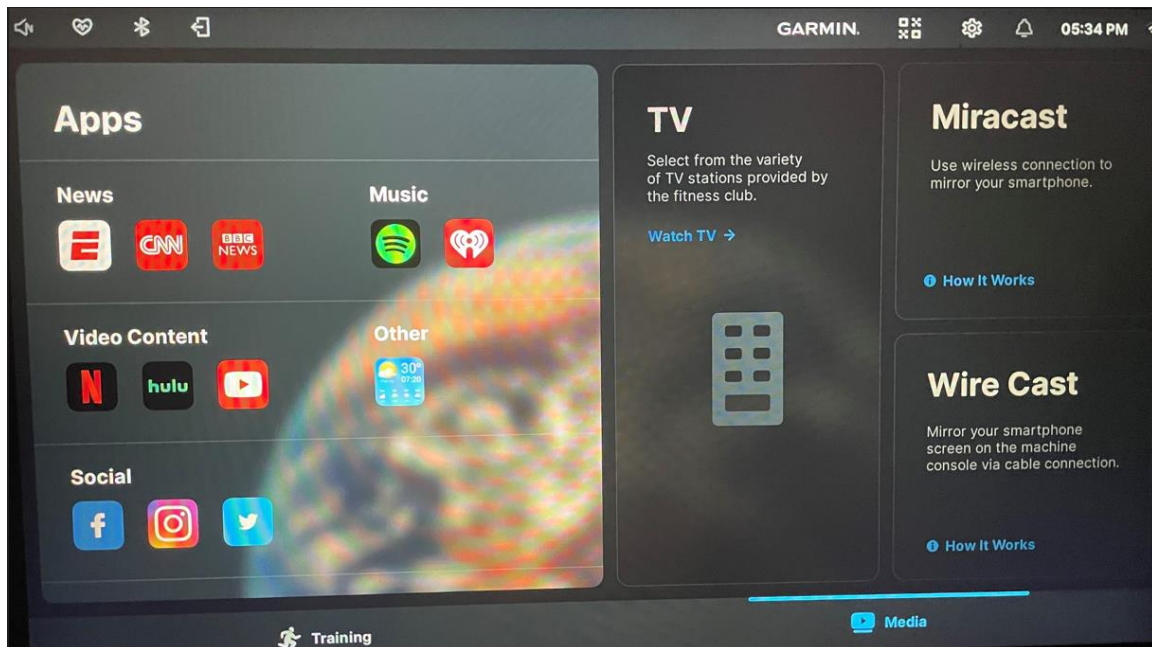 GARMIN.
05:34 PM
Apps
News
CNN
BBC
NEWS
Music
Video Content
N
hulu
Other
30°
07:20
Social
f
TV
Select from the variety
of TV stations provided by
the fitness club.
Watch TV →
Miracast
Use wireless connection to
mirror your smartphone.
How It Works
Wire Cast
Mirror your smartphone
screen on the machine
console via cable connection.
How It Works
Training
Media